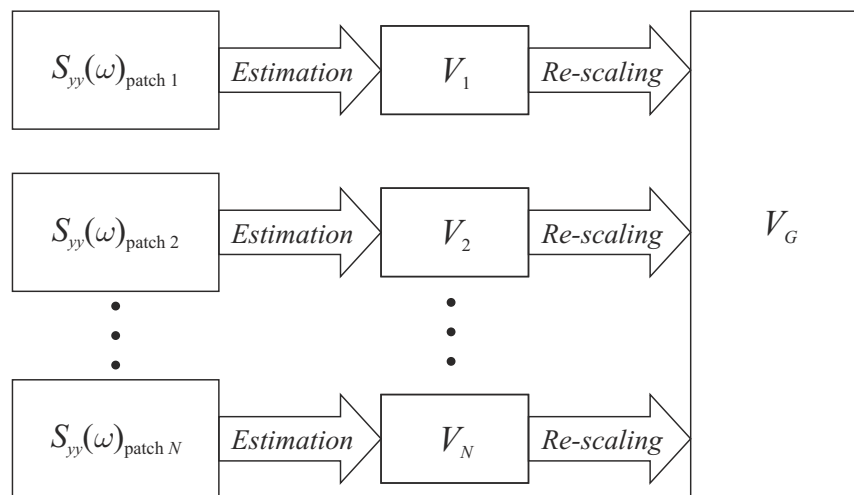 S_yy(ω)_patch 1 Estimation V_1 Re-scaling
S_yy(ω)_patch 2 Estimation V_2 Re-scaling V_G
S_yy(ω)_patch N Estimation V_N Re-scaling